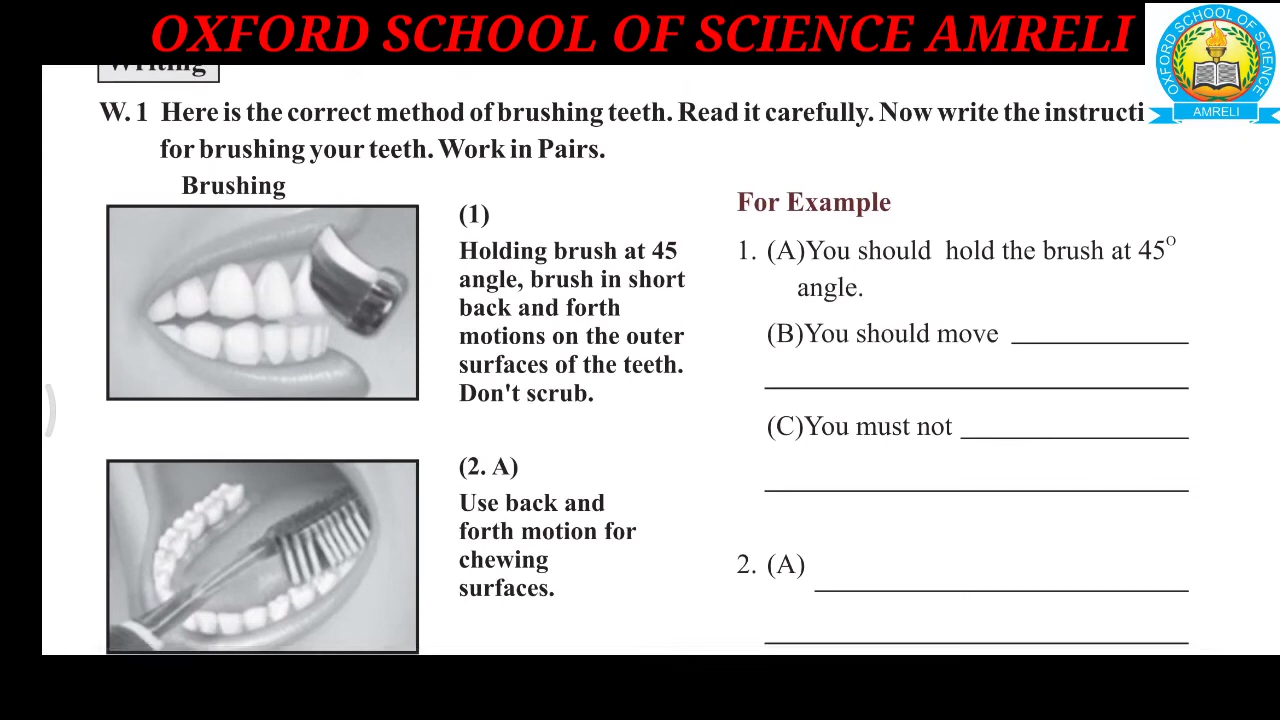 OXFORD SCHOOL OF SCIENCE AMRELI
OXFORD SCHOOL OF SCIENCE
AMRELI
Writing
W. 1 Here is the correct method of brushing teeth. Read it carefully. Now write the instructi
for brushing your teeth. Work in Pairs.
Brushing
(1)
Holding brush at 45
angle, brush in short
back and forth
motions on the outer
surfaces of the teeth.
Don't scrub.
(2. A)
Use back and
forth motion for
chewing
surfaces.
For Example
1. (A)You should hold the brush at 45O
angle.
(B)You should move
(C)You must not
2. (A)